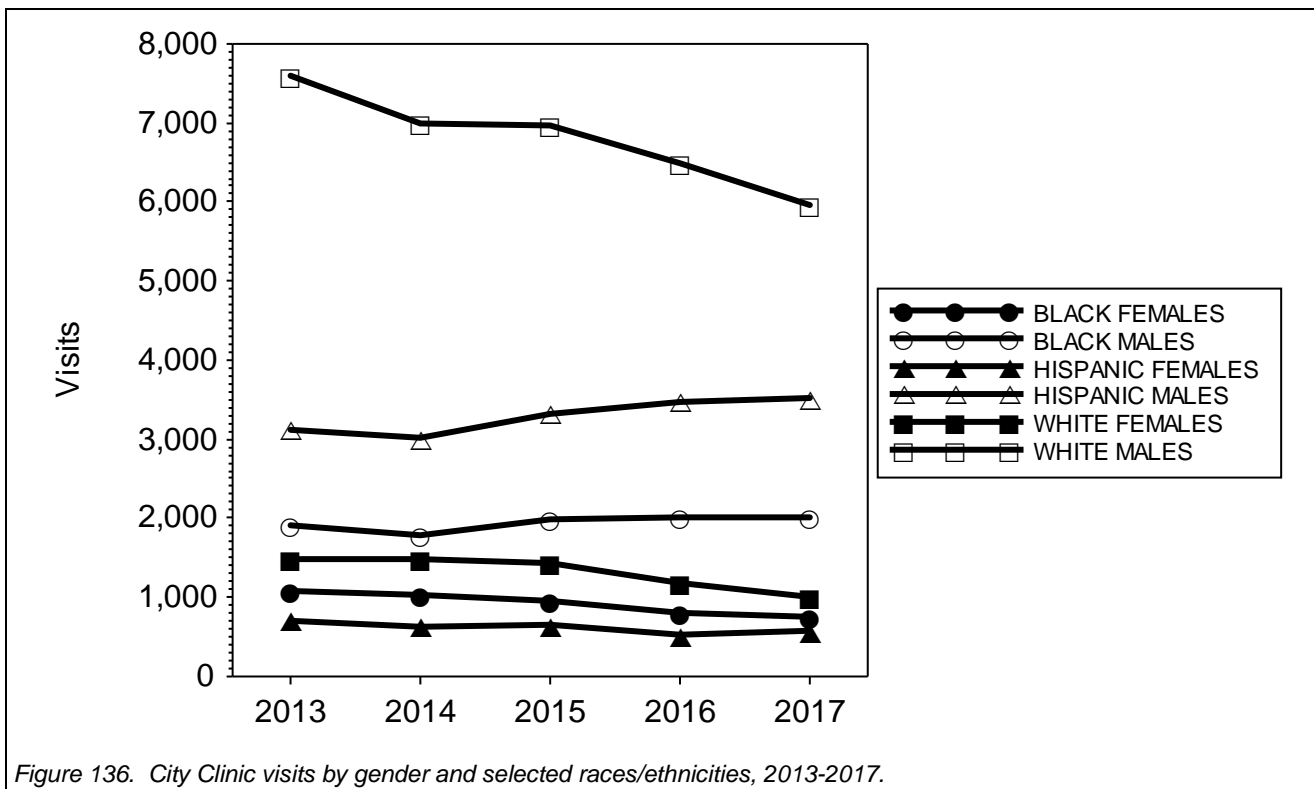 8,000
7,000
6,000
5,000
4,000
3,000
2,000
1,000
0
Visits
2013 2014 2015 2016 2017
BLACK FEMALES
BLACK MALES
HISPANIC FEMALES
HISPANIC MALES
WHITE FEMALES
WHITE MALES
Figure 136. City Clinic visits by gender and selected races/ethnicities, 2013-2017.